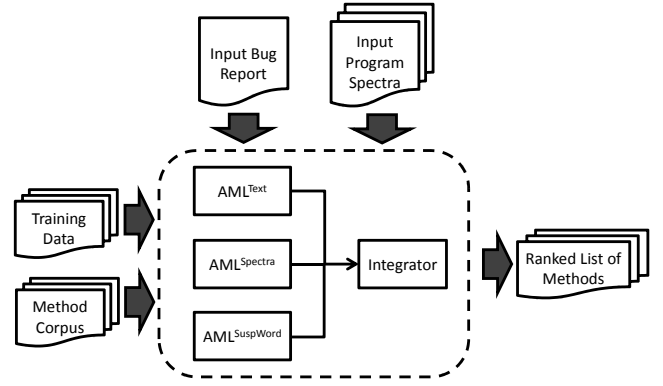 Input Bug
Report
Input
Program
Spectra
AMLText
Training
Data
AMLSpectra
Integrator
Ranked List of
Methods
Method
Corpus
AMLSuspWord